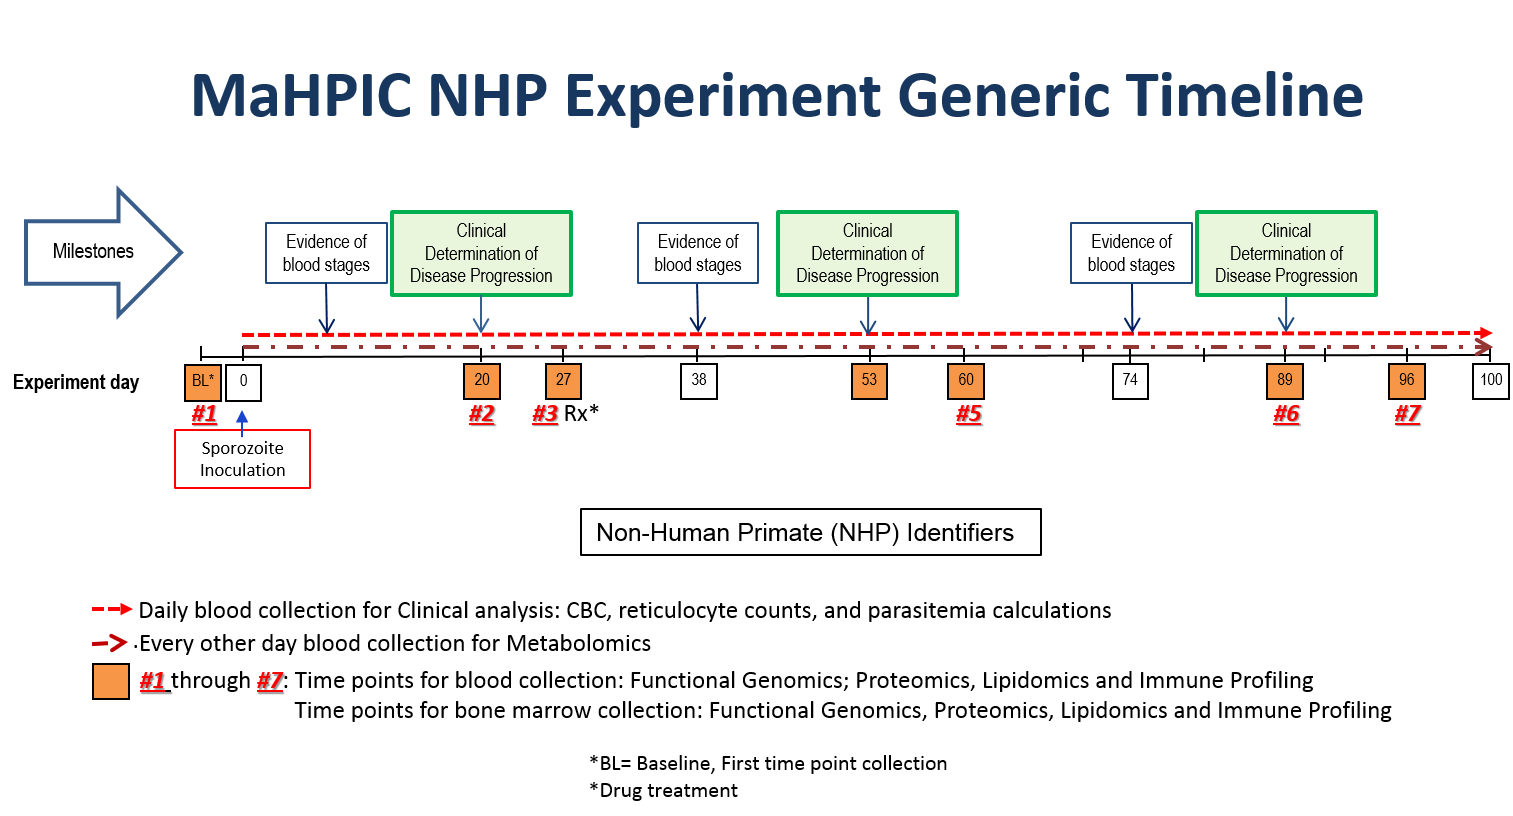 MaHPIC NHP Experiment Generic Timeline
Milestones
Evidence of
blood stages
Clinical
Determination of
Disease Progression
Evidence of
blood stages
Clinical
Determination of
Disease Progression
Evidence of
blood stages
Clinical
Determination of
Disease Progression
Experiment day
BL* 0 20 27 38 53 60 74 89 96 100
#1 #2 #3 Rx* #5 #6 #7
Sporozoite
Inoculation
Non-Human Primate (NHP) Identifiers
Daily blood collection for Clinical analysis: CBC, reticulocyte counts, and parasitemia calculations
.Every other day blood collection for Metabolomics
#1 through #7: Time points for blood collection: Functional Genomics; Proteomics, Lipidomics and Immune Profiling
Time points for bone marrow collection: Functional Genomics, Proteomics, Lipidomics and Immune Profiling
*BL= Baseline, First time point collection
*Drug treatment